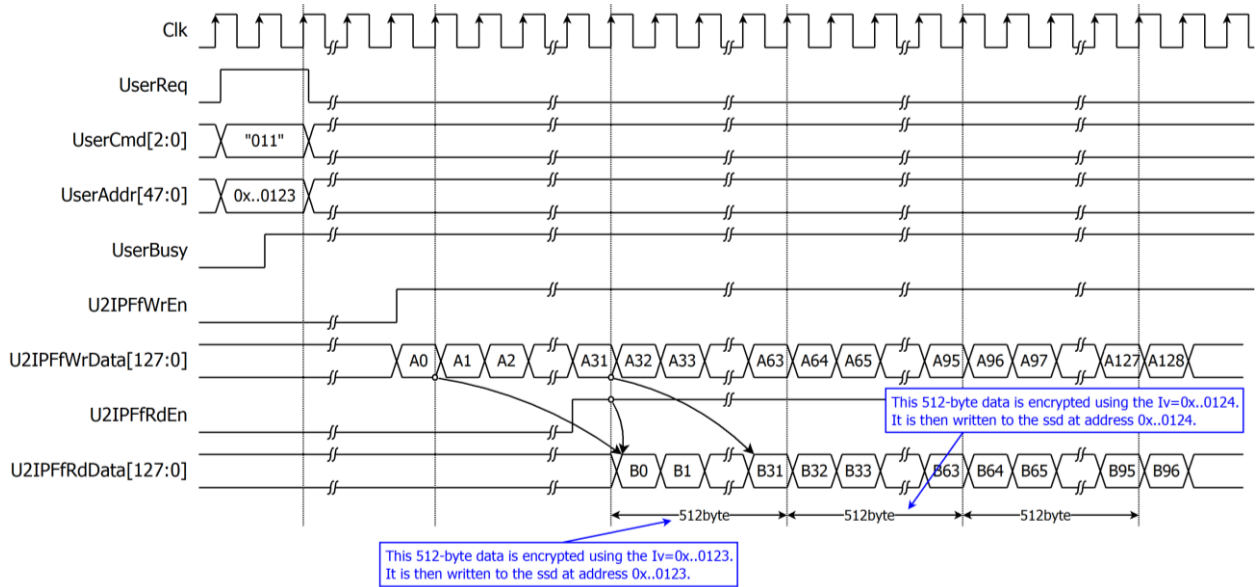 Clk
UserReq
UserCmd[2:0] "011"
UserAddr[47:0] 0x..0123
UserBusy
U2IPFfWrEn
U2IPFfWrData[127:0] A0 A1 A2 A31 A32 A33 A63 A64 A65 A95 A96 A97 A127 A128
U2IPFfRdEn
This 512-byte data is encrypted using the Iv=0x..0124.
It is then written to the ssd at address 0x..0124.
U2IPFfRdData[127:0] B0 B1 B31 B32 B33 B63 B64 B65 B95 B96
512byte 512byte 512byte
This 512-byte data is encrypted using the Iv=0x..0123.
It is then written to the ssd at address 0x..0123.